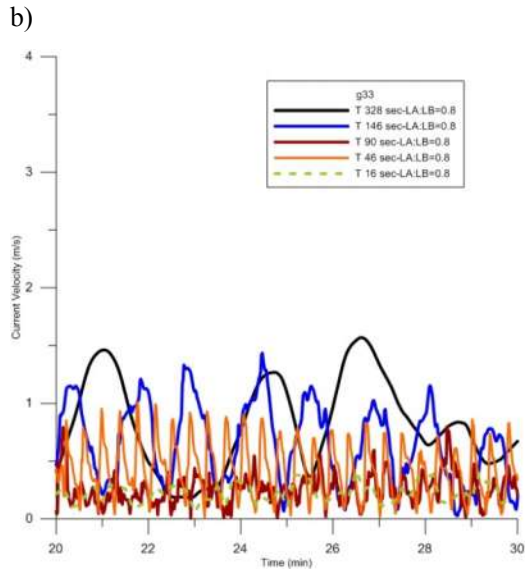 b)
4
g33
T 328 sec-LA:LB=0.8
T 146 sec-LA:LB=0.8
T 90 sec-LA:LB=0.8
T 46 sec-LA:LB=0.8
T 16 sec-LA:LB=0.8
3
Current Velocity (m/s)
2
1
0
20 22 24 26 28 30
Time (min)